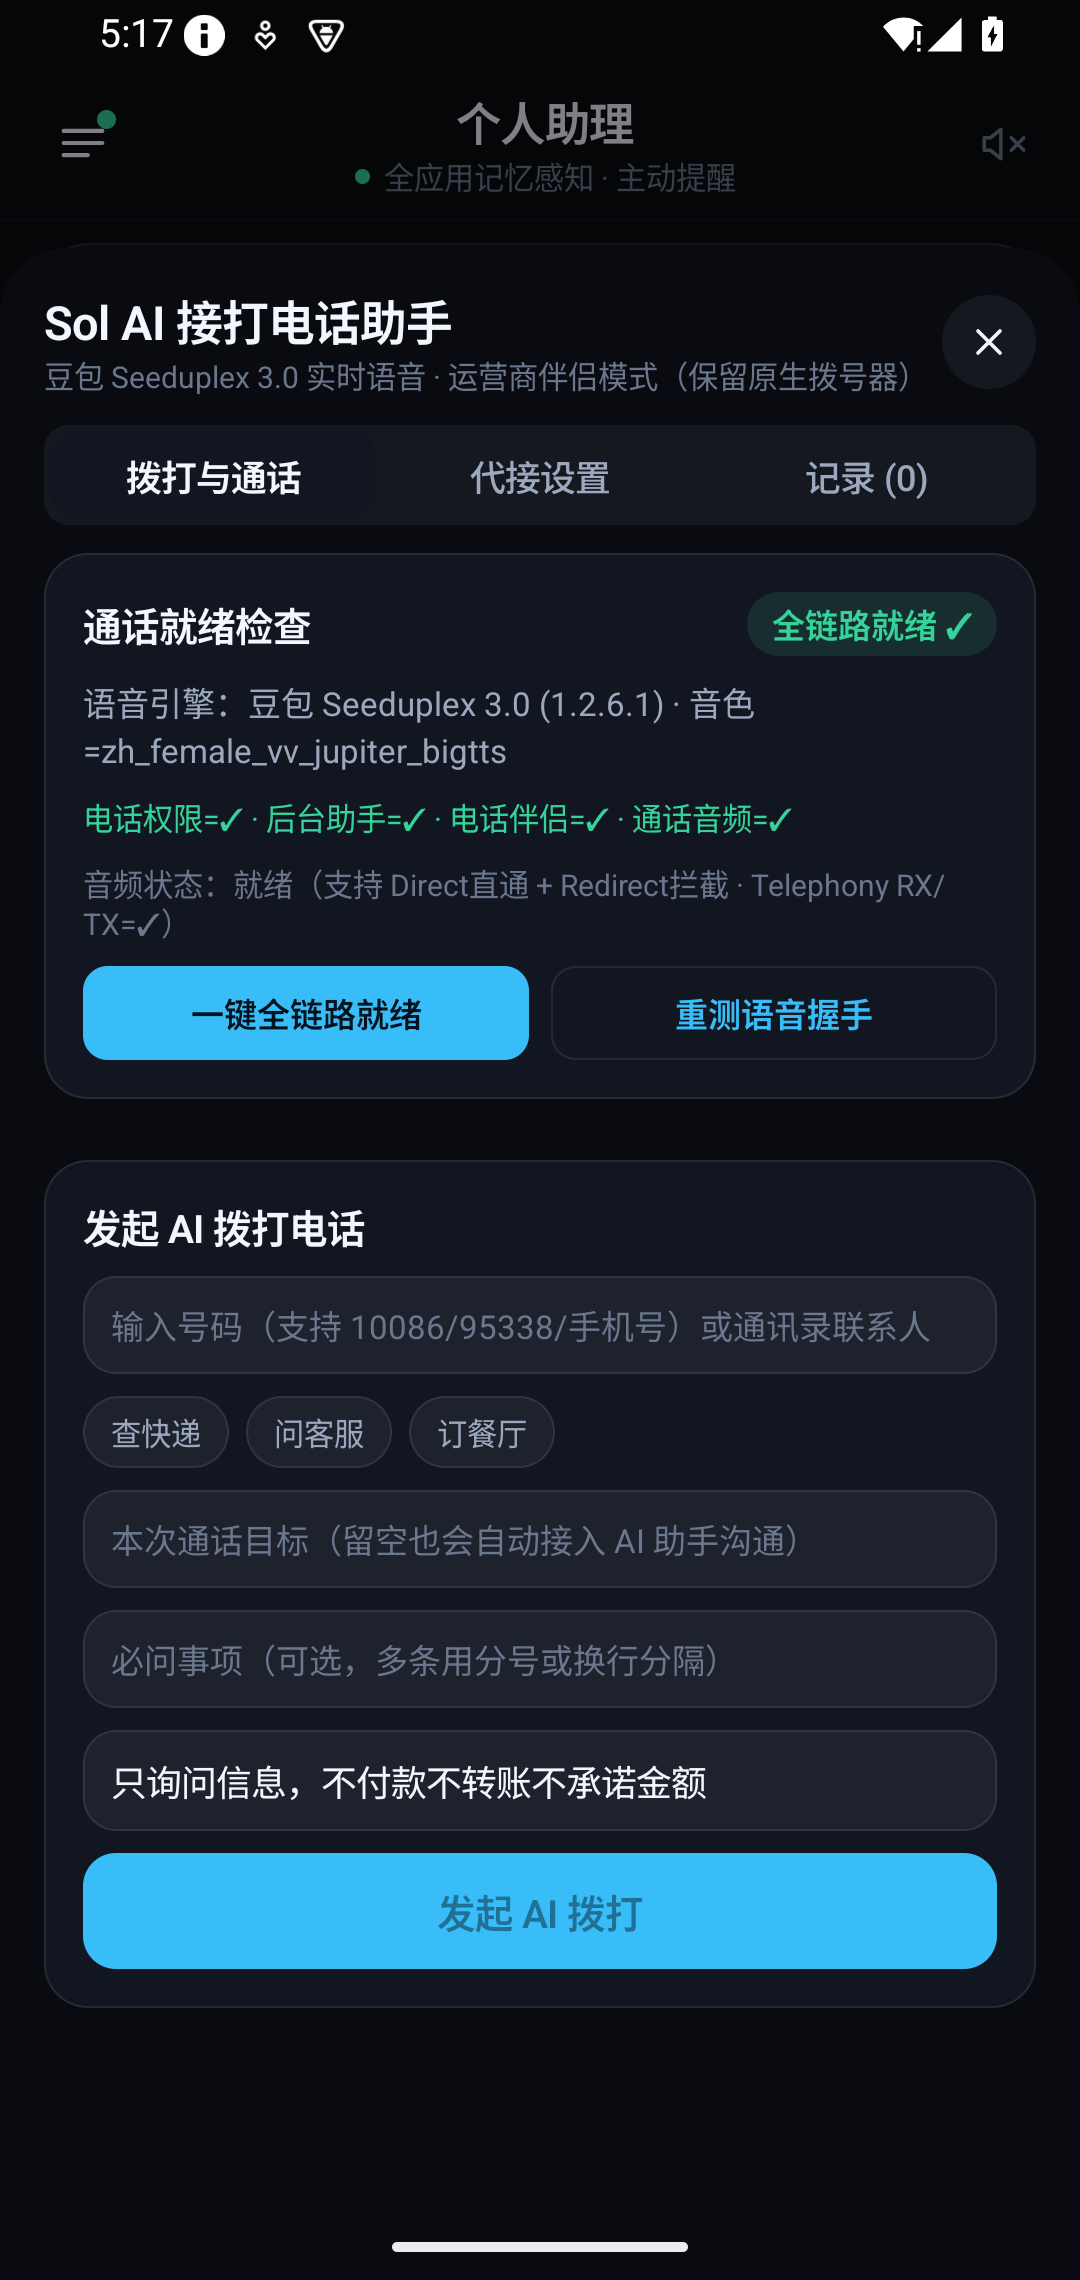 5:17
个人助理
全应用记忆感知 · 主动提醒
Sol AI 接打电话助手
豆包 Seeduplex 3.0 实时语音 · 运营商伴侣模式（保留原生拨号器）
拨打与通话
代接设置
记录 (0)
通话就绪检查
全链路就绪 ✓
语音引擎：豆包 Seeduplex 3.0 (1.2.6.1) · 音色
=zh_female_vv_jupiter_bigtts
电话权限=✓ · 后台助手=✓ · 电话伴侣=✓ · 通话音频=✓
音频状态：就绪（支持 Direct直通 + Redirect拦截 · Telephony RX/
TX=✓）
一键全链路就绪
重测语音握手
发起 AI 拨打电话
输入号码（支持 10086/95338/手机号）或通讯录联系人
查快递
问客服
订餐厅
本次通话目标（留空也会自动接入 AI 助手沟通）
必问事项（可选，多条用分号或换行分隔）
只询问信息，不付款不转账不承诺金额
发起 AI 拨打